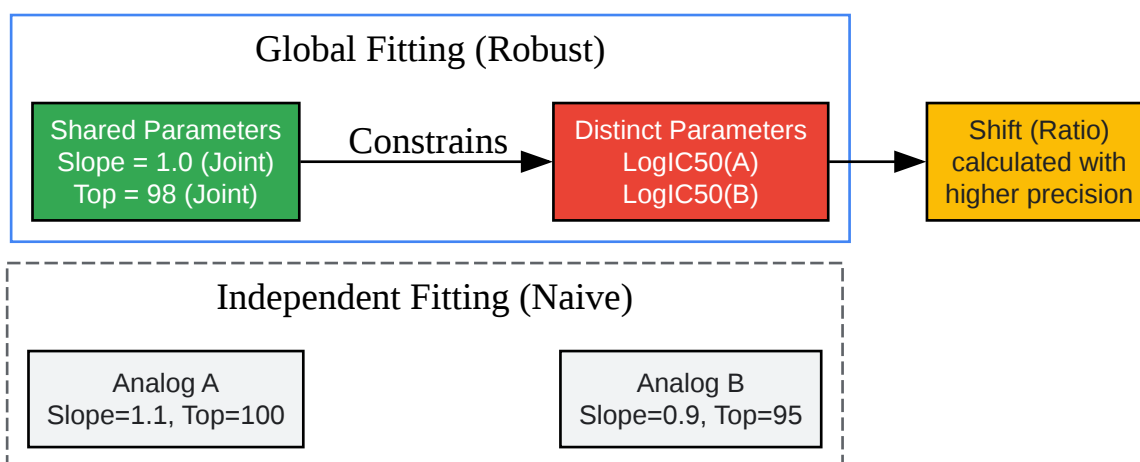 Global Fitting (Robust)
Shared Parameters
Slope = 1.0 (Joint)
Top = 98 (Joint)
Constrains
Distinct Parameters
LogIC50(A)
LogIC50(B)
Shift (Ratio)
calculated with
higher precision
Independent Fitting (Naive)
Analog A
Slope=1.1, Top=100
Analog B
Slope=0.9, Top=95